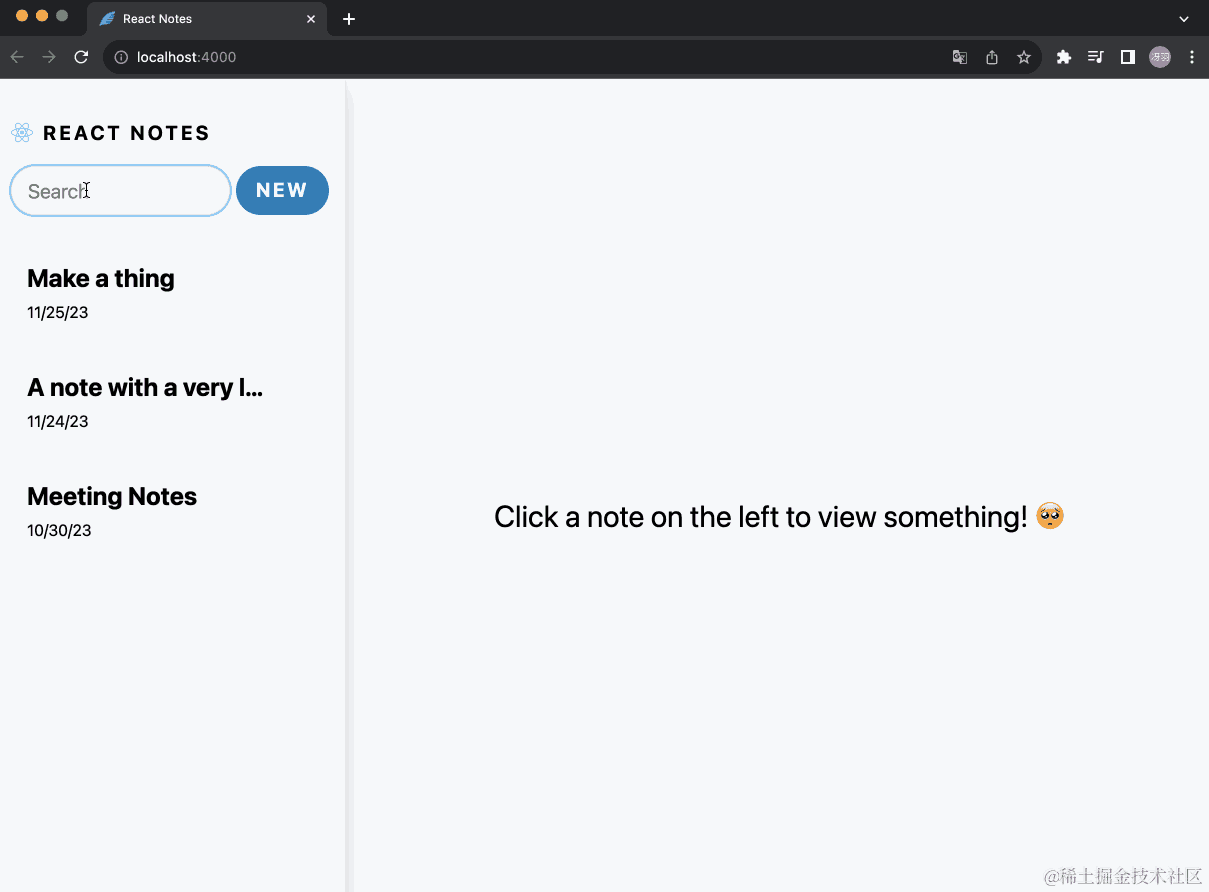 React Notes
localhost:4000
REACT NOTES
Search
NEW
Make a thing
11/25/23
A note with a very l...
11/24/23
Meeting Notes
10/30/23
Click a note on the left to view something! 🥺
@稀土掘金技术社区